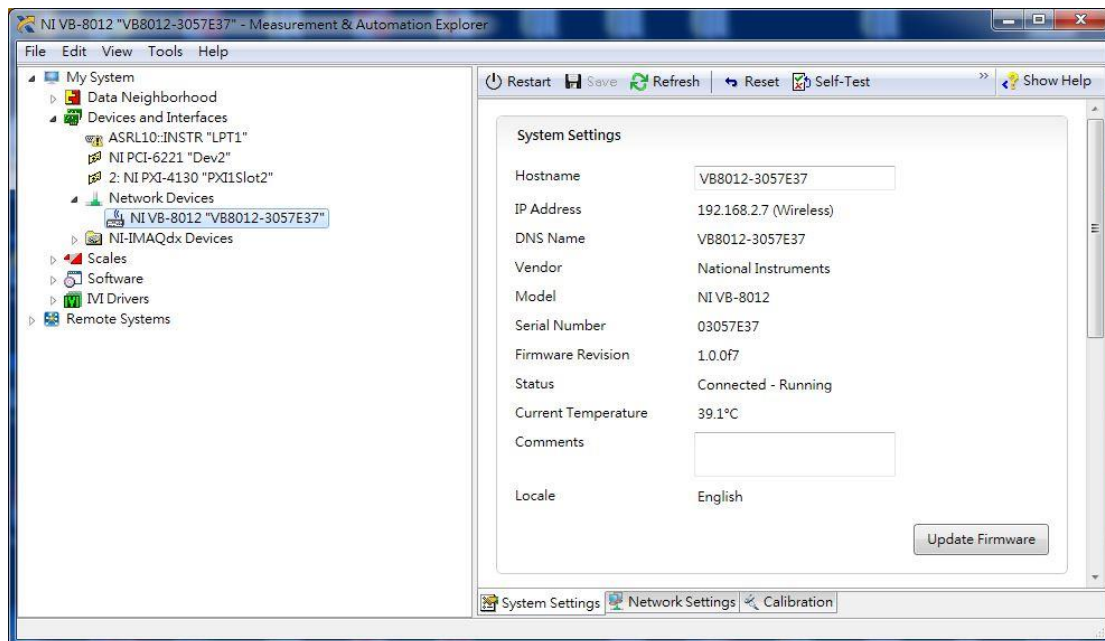 NI VB-8012 "VB8012-3057E37" - Measurement & Automation Explorer
File Edit View Tools Help
My System
Data Neighborhood
Devices and Interfaces
ASRL10::INSTR "LPT1"
NI PCI-6221 "Dev2"
2: NI PXI-4130 "PXI1Slot2"
Network Devices
NI VB-8012 "VB8012-3057E37"
NI-IMAQdx Devices
Scales
Software
IVI Drivers
Remote Systems
Restart Save Refresh Reset Self-Test » Show Help
System Settings
Hostname VB8012-3057E37
IP Address 192.168.2.7 (Wireless)
DNS Name VB8012-3057E37
Vendor National Instruments
Model NI VB-8012
Serial Number 03057E37
Firmware Revision 1.0.0f7
Status Connected - Running
Current Temperature 39.1°C
Comments
Locale English
Update Firmware
System Settings Network Settings Calibration